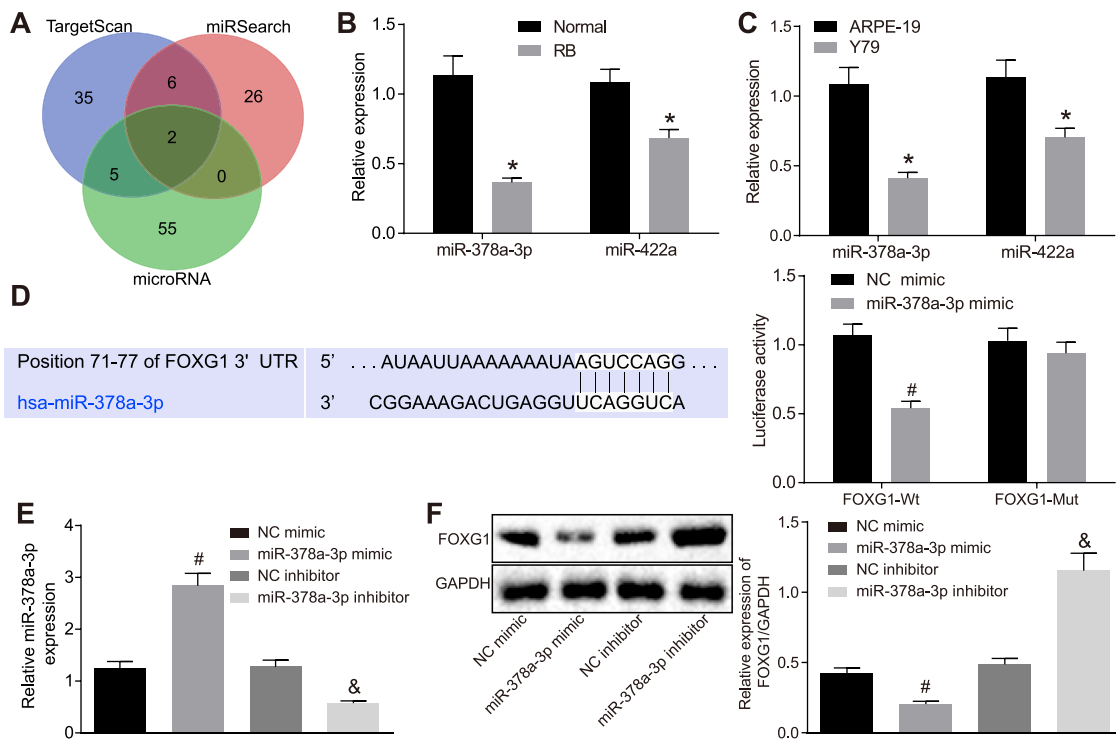 A
TargetScan
miRSearch
35
6
26
2
5
0
55
microRNA
B
Relative expression
1.5
1.0
0.5
0.0
Normal
RB
*
*
miR-378a-3p
miR-422a
C
Relative expression
1.5
1.0
0.5
0.0
ARPE-19
Y79
*
*
miR-378a-3p
miR-422a
D
Position 71-77 of FOXG1 3' UTR
5' ... AUAAUUAAAAAAUAAGUCCAGG ...
hsa-miR-378a-3p
3' CGGAAAGACUGAGGUUCAGGUCA
Luciferase activity
1.5
1.0
0.5
0.0
NC mimic
miR-378a-3p mimic
#
FOXG1-Wt
FOXG1-Mut
E
Relative miR-378a-3p
expression
4
3
2
1
0
NC mimic
miR-378a-3p mimic
NC inhibitor
miR-378a-3p inhibitor
#
&
F
FOXG1
GAPDH
NC mimic
miR-378a-3p mimic
NC inhibitor
miR-378a-3p inhibitor
Relative expression of
FOXG1/GAPDH
1.5
1.0
0.5
0.0
NC mimic
miR-378a-3p mimic
NC inhibitor
miR-378a-3p inhibitor
#
&